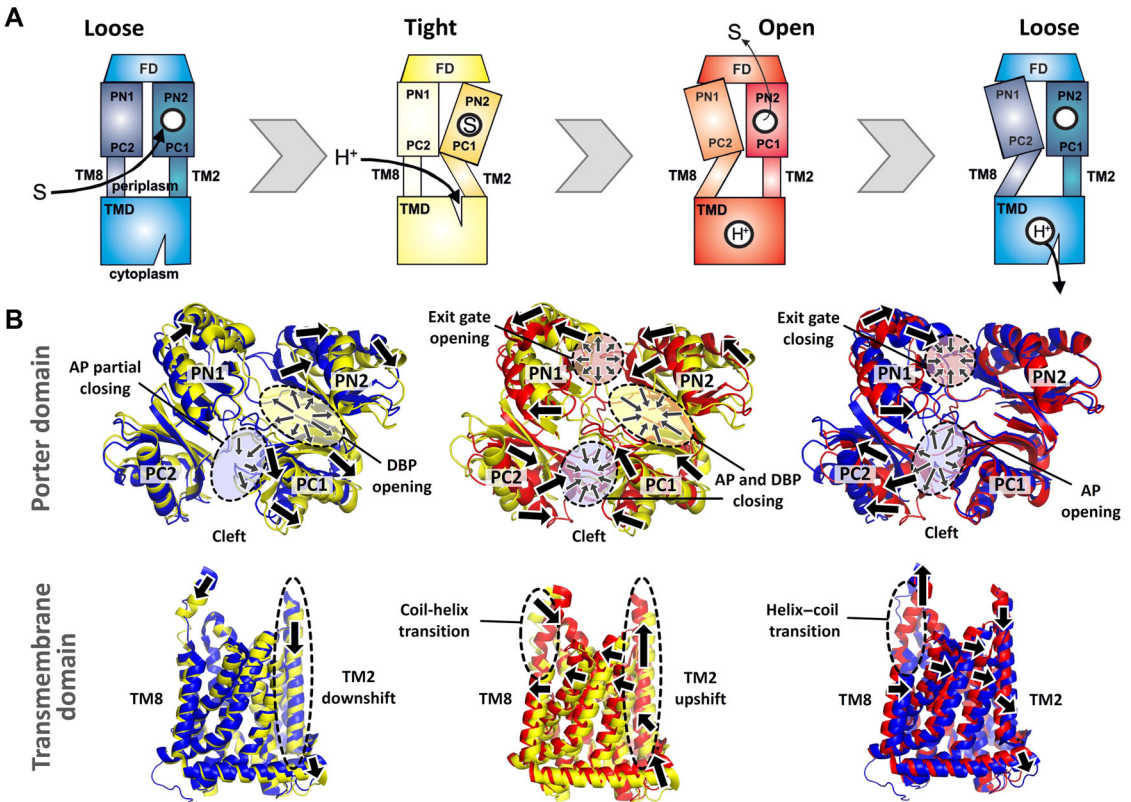 A
Loose
Tight
Open
Loose
FD
PN1
PN2
PC2
PC1
TM8
periplasm
TM2
S
TMD
cytoplasm
FD
PN1
PN2
S
PC2
PC1
H+
TM8
TM2
TMD
S
FD
PN1
PN2
PC2
PC1
TM8
TM2
TMD
H+
FD
PN1
PN2
PC2
PC1
TM8
TM2
TMD
H+
B
Porter domain
AP partial
closing
PN1
PN2
PC2
PC1
DBP
opening
Cleft
Exit gate
opening
PN1
PN2
PC2
PC1
AP and DBP
closing
Cleft
Exit gate
closing
PN1
PN2
PC2
PC1
AP
opening
Cleft
Transmembrane
domain
TM8
TM2
downshift
Coil-helix
transition
TM8
TM2
upshift
Helix–coil
transition
TM8
TM2